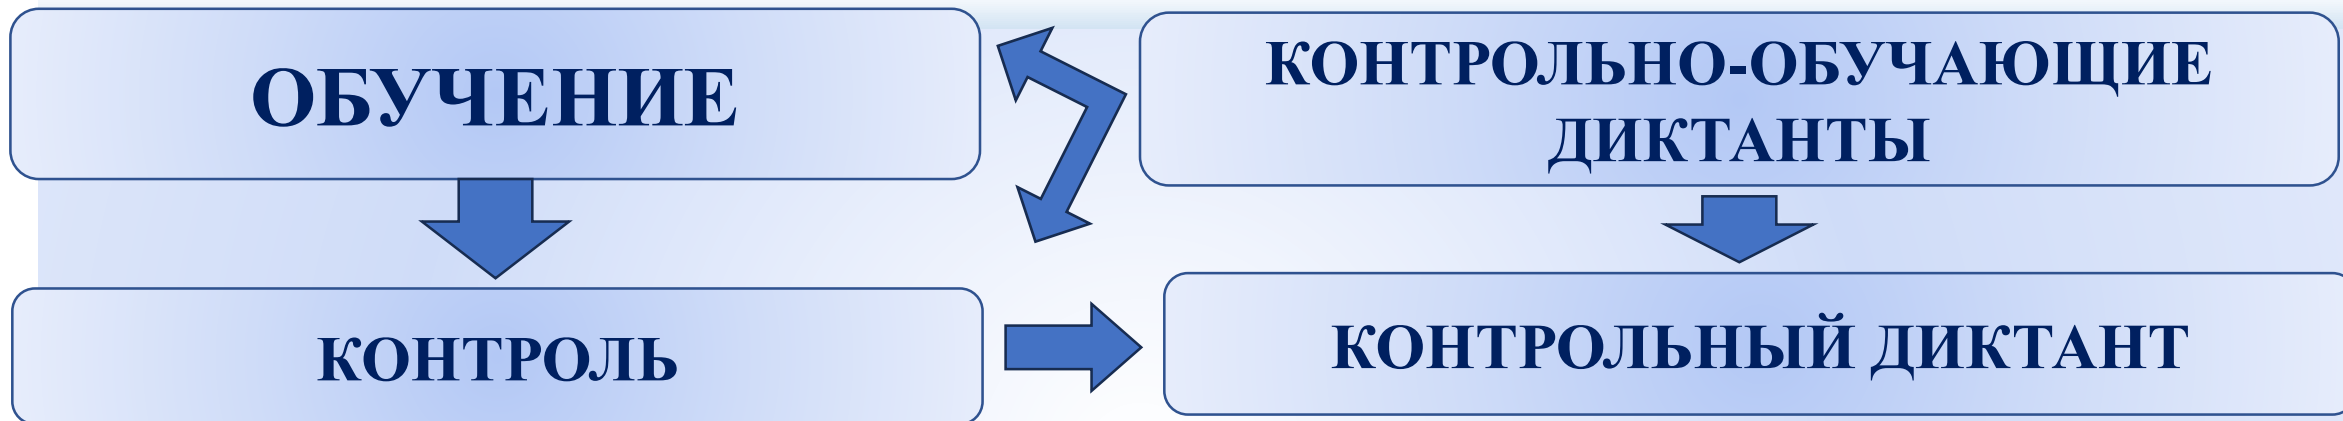 ОБУЧЕНИЕ
КОНТРОЛЬНО-ОБУЧАЮЩИЕ
ДИКТАНТЫ
КОНТРОЛЬ
КОНТРОЛЬНЫЙ ДИКТАНТ